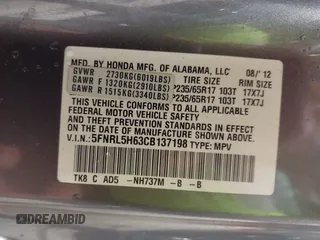 MFD. BY HONDA MFG. OF ALABAMA, LLC 08/'12
GVWR 2730KG(6019LBS) TIRE SIZE RIM SIZE
GAWR F 1320KG(2910LBS) P235/65R17 103T 17X7J
GAWR R 1515KG(3340LBS) P235/65R17 103T 17X7J
THIS VEHICLE CONFORMS TO ALL APPLICABLE
FEDERAL MOTOR VEHICLE SAFETY AND THEFT
PREVENTION STANDARDS IN EFFECT ON THE DATE
OF MANUFACTURE SHOWN ABOVE.
V.I.N.: 5FNRL5H63CB137198 TYPE: MPV
TK8 C AD5 -NH737M -B -B
DREAMBID